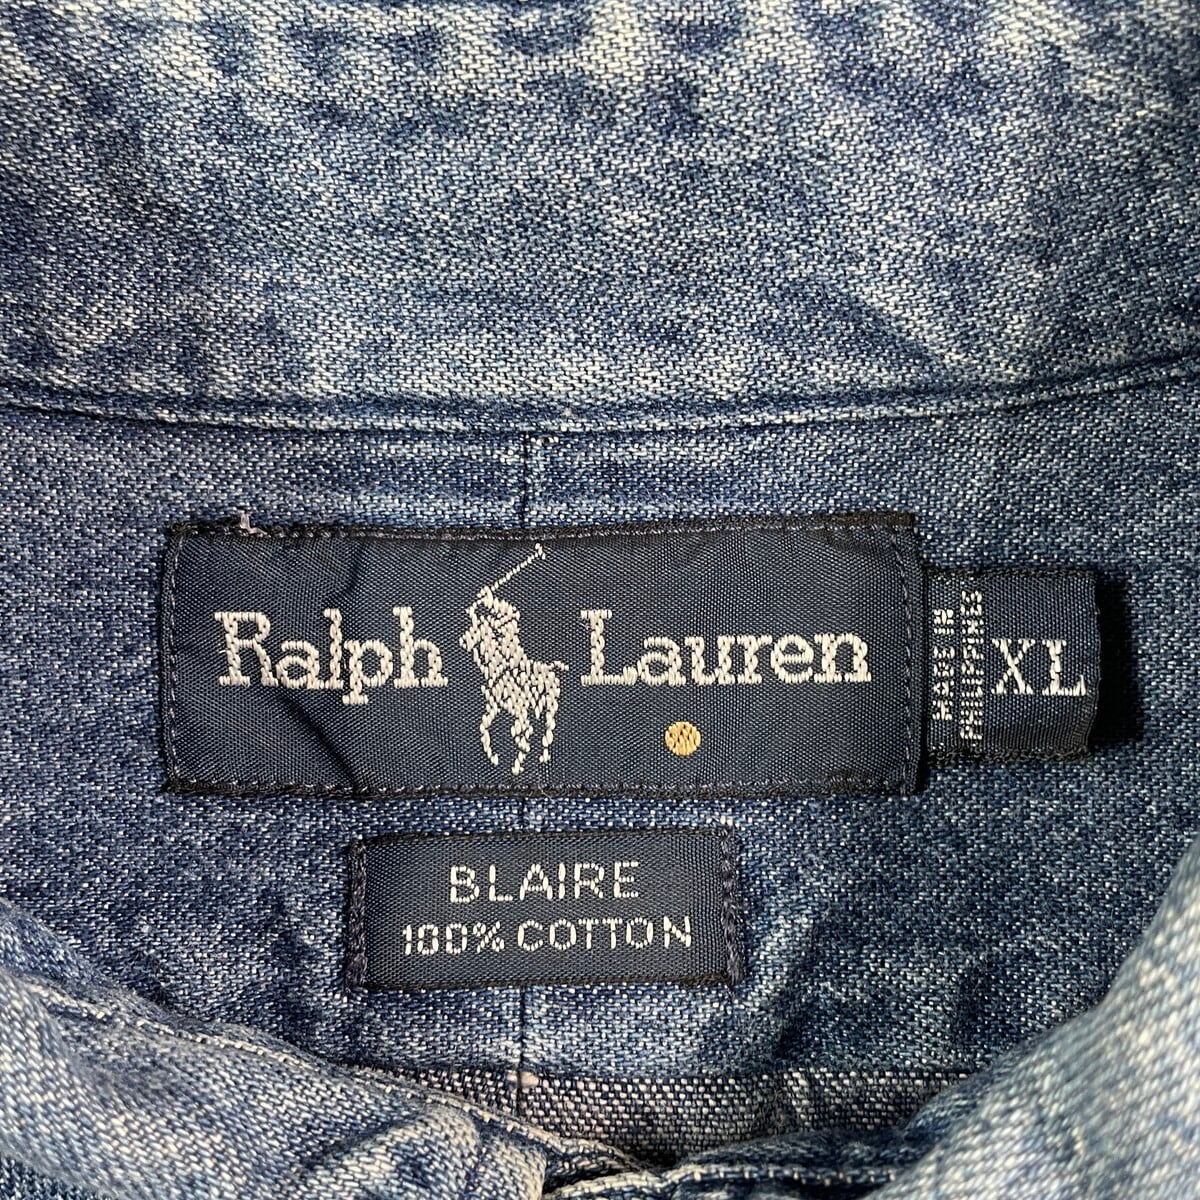 Ralph Lauren
MADE IN
PHILIPPINES
XL
BLAIRE
100% COTTON